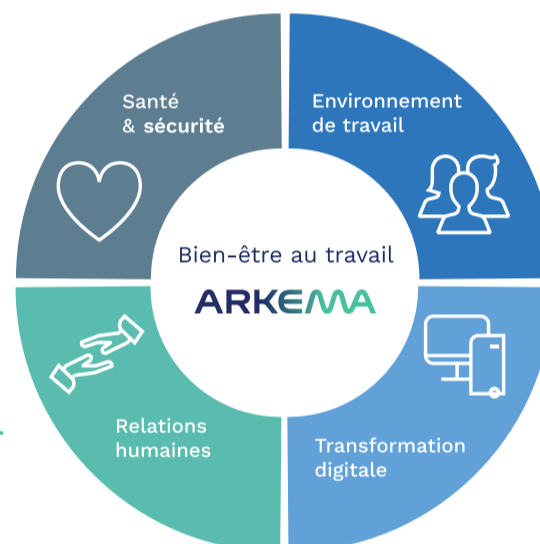 Santé
& sécurité
Environnement
de travail
Bien-être au travail
ARKEMA
Relations
humaines
Transformation
digitale